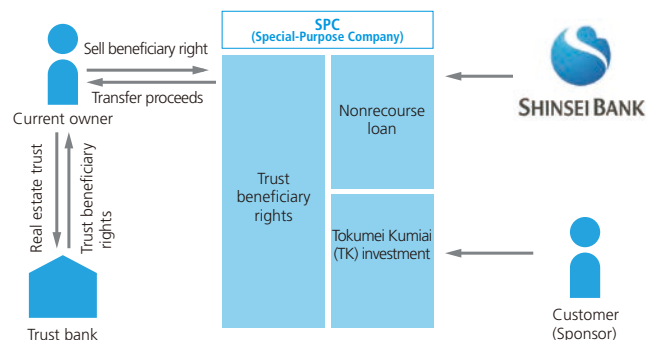 SPC
(Special-Purpose Company)
Sell beneficiary right
Transfer proceeds
Current owner
Real estate trust
Trust beneficiary
rights
Trust bank
Trust
beneficiary
rights
Nonrecourse
loan
Tokumei Kumiai
(TK) investment
SHINSEI BANK
Customer
(Sponsor)